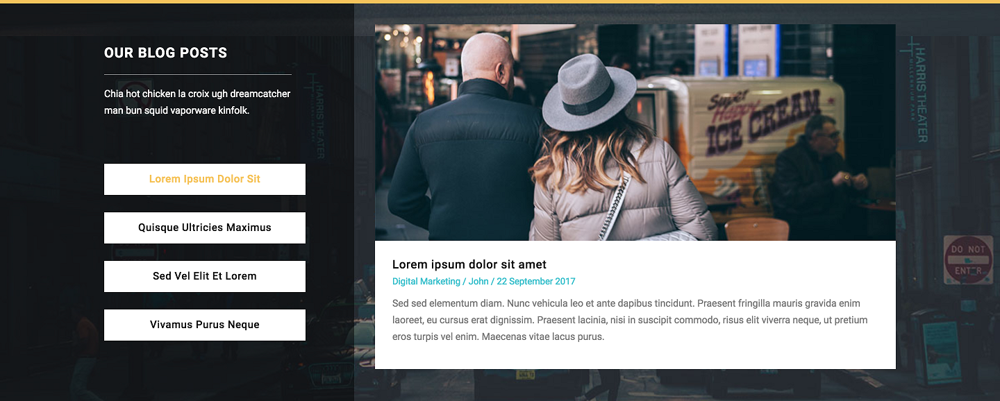 OUR BLOG POSTS
Chia hot chicken la croix ugh dreamcatcher
man bun squid vaporware kinfolk.
Lorem Ipsum Dolor Sit
Quisque Ultricies Maximus
Sed Vel Elit Et Lorem
Vivamus Purus Neque
Super
Happy
ICE CREAM
Lorem ipsum dolor sit amet
Digital Marketing / John / 22 September 2017
Sed sed elementum diam. Nunc vehicula leo et ante dapibus tincidunt. Praesent fringilla mauris gravida enim
laoreet, eu cursus erat dignissim. Praesent lacinia, nisi in suscipit commodo, risus elit viverra neque, ut pretium
eros turpis vel enim. Maecenas vitae lacus purus.
HARRIS THEATER
HARRIS THEATER
MILLENNIUM PARK
DO NOT
ENTER